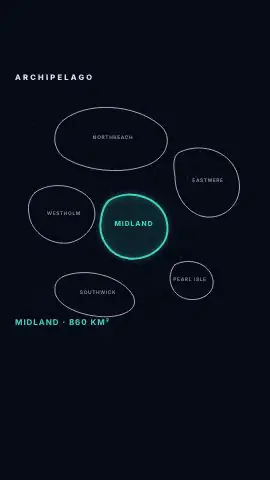 ARCHIPELAGO
NORTHREACH
EASTMERE
WESTHOLM
MIDLAND
PEARL ISLE
SOUTHWICK
MIDLAND · 860 KM²